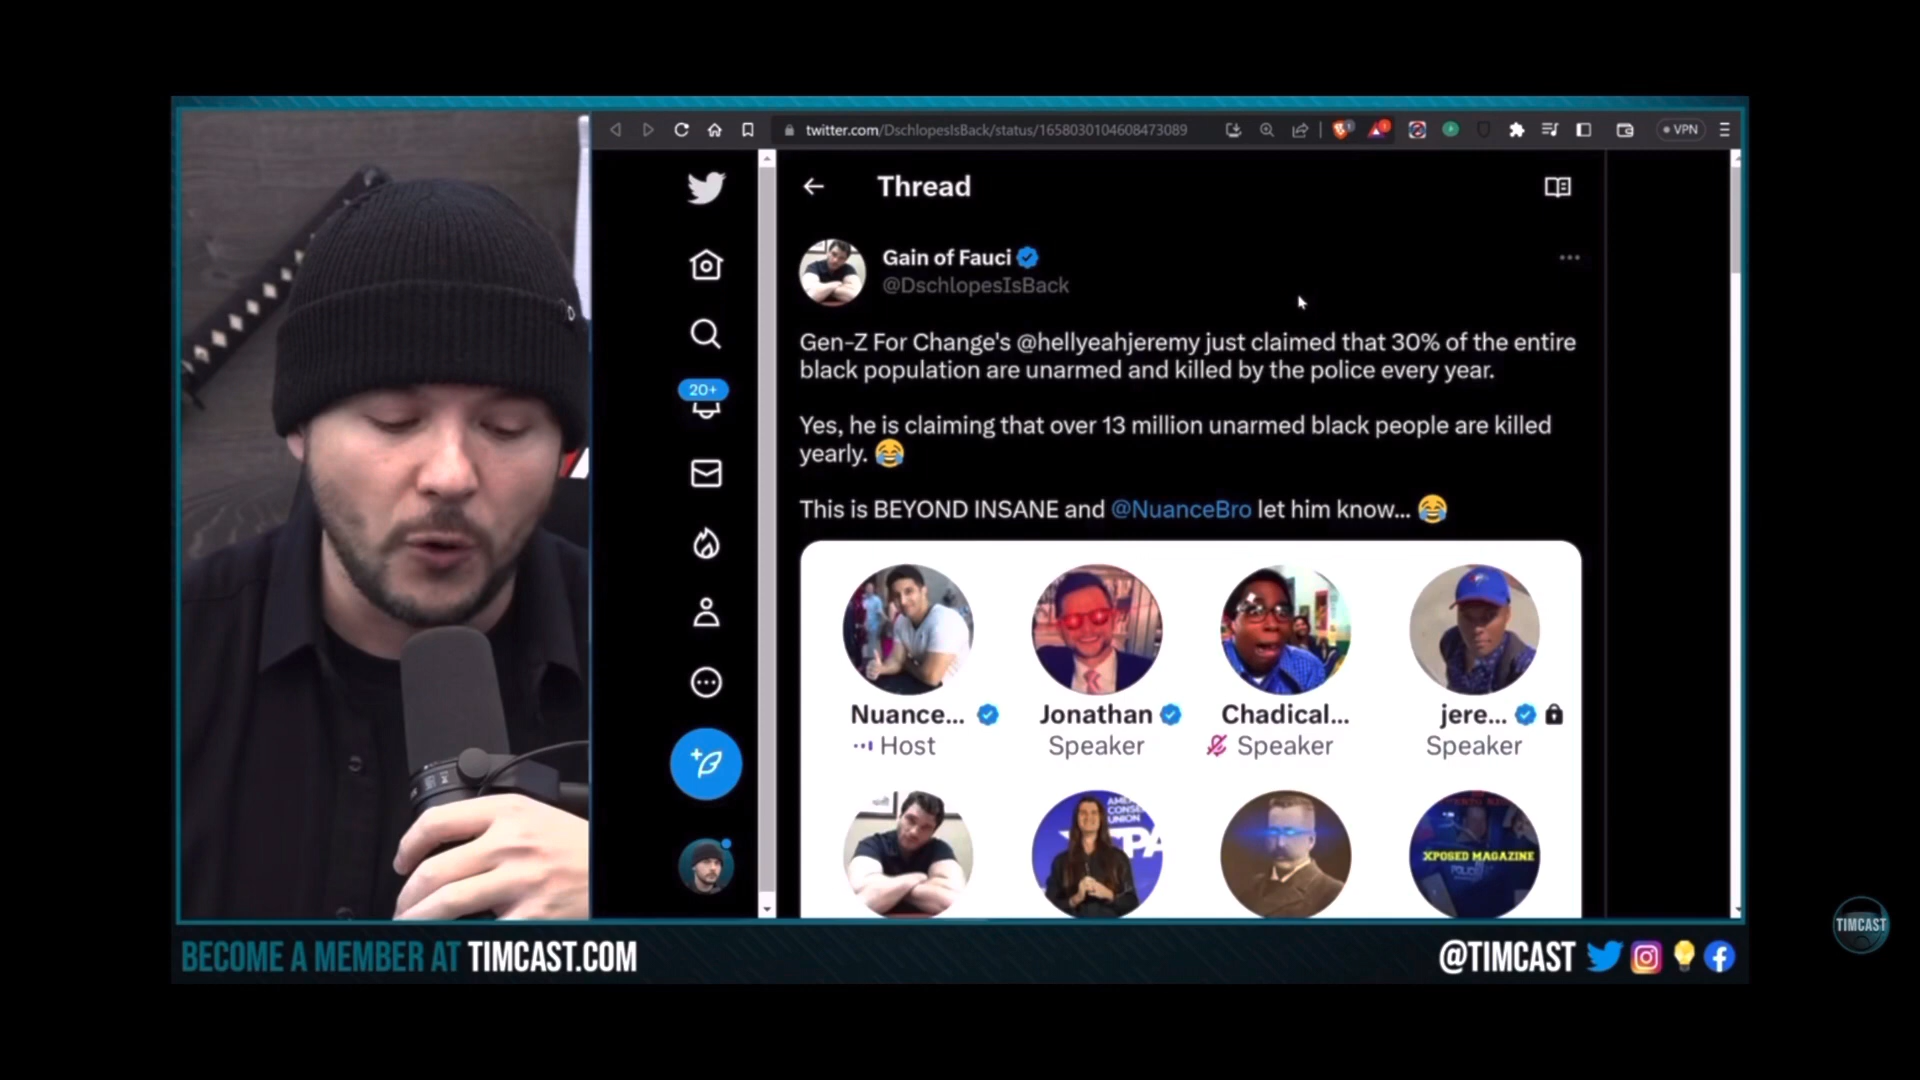 twitter.com/DschlopesIsBack/status/1658030104608473089
VPN
Thread
Gain of Fauci
@DschlopesIsBack
Gen-Z For Change's @hellyeahjeremy just claimed that 30% of the entire
black population are unarmed and killed by the police every year.
Yes, he is claiming that over 13 million unarmed black people are killed
yearly. 😂
This is BEYOND INSANE and @NuanceBro let him know... 😂
20+
Nuance... Jonathan Chadical... jere...
Host Speaker Speaker Speaker
XPOSED MAGAZINE
BECOME A MEMBER AT TIMCAST.COM
@TIMCAST
TIMCAST